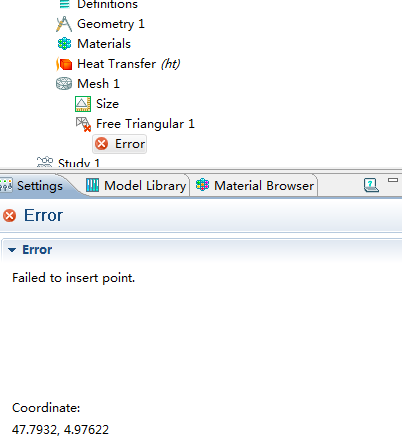 Definitions
Geometry 1
Materials
Heat Transfer (ht)
Mesh 1
Size
Free Triangular 1
Error
Study 1
Settings Model Library Material Browser
Error
Error
Failed to insert point.
Coordinate:
47.7932, 4.97622